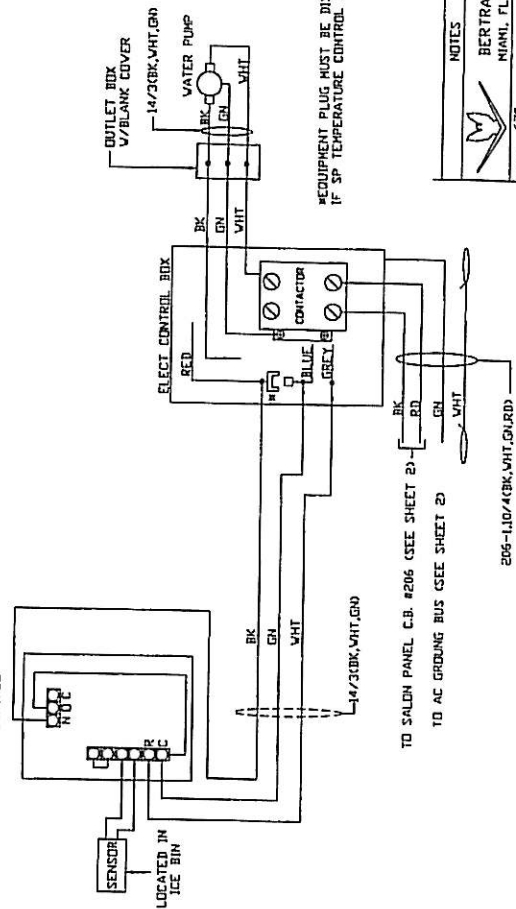 SENSOR
LOCATED IN
ICE BIN
N O C
R
C
BK
GN
WHT
14/3(BK,WHT,GN)
ELECT CONTROL BOX
RED
*
BLUE
GREY
CONTACTOR
BK
GN
WHT
OUTLET BOX
W/BLANK COVER
14/3(BK,WHT,GN)
WATER PUMP
BK
GN
WHT
BK
RD
GN
WHT
TO SALON PANEL C.B. #206 (SEE SHEET 2)
TO AC GROUNG BUS (SEE SHEET 2)
206-1,10/4(BK,WHT,GN,RD)
*EQUIPMENT PLUG MUST BE DI
IF SP TEMPERATURE CONTROL
NOTES
BERTRA
MIAMI, FL